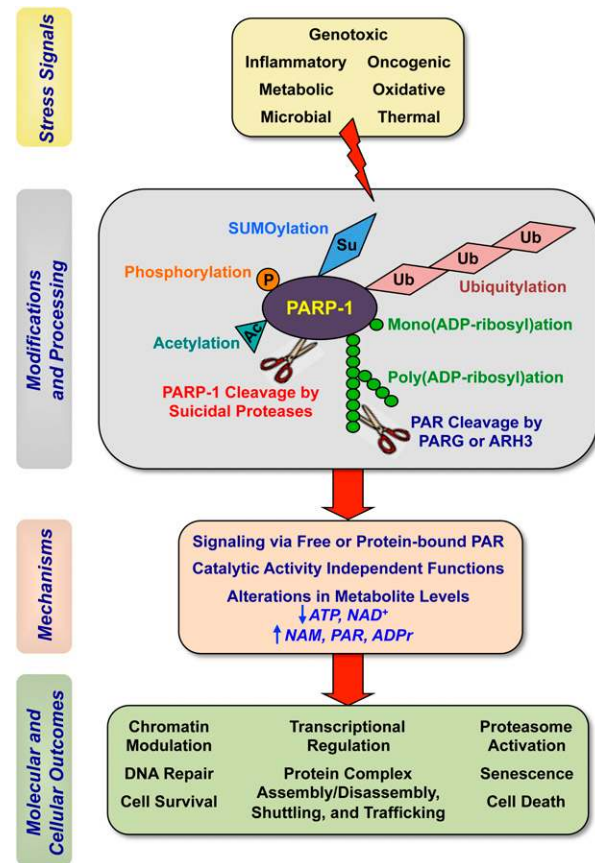 Stress Signals
Genotoxic
Inflammatory Oncogenic
Metabolic Oxidative
Microbial Thermal
Modifications
and Processing
SUMOylation
Su
Ub
Ub
Ub
Ubiquitylation
Phosphorylation
P
PARP-1
Acetylation
Ac
Mono(ADP-ribosyl)ation
PARP-1 Cleavage by
Suicidal Proteases
Poly(ADP-ribosyl)ation
PAR Cleavage by
PARG or ARH3
Mechanisms
Signaling via Free or Protein-bound PAR
Catalytic Activity Independent Functions
Alterations in Metabolite Levels
↓ ATP, NAD⁺
↑ NAM, PAR, ADPr
Molecular and
Cellular Outcomes
Chromatin
Modulation
DNA Repair
Cell Survival
Transcriptional
Regulation
Protein Complex
Assembly/Disassembly,
Shuttling, and Trafficking
Proteasome
Activation
Senescence
Cell Death